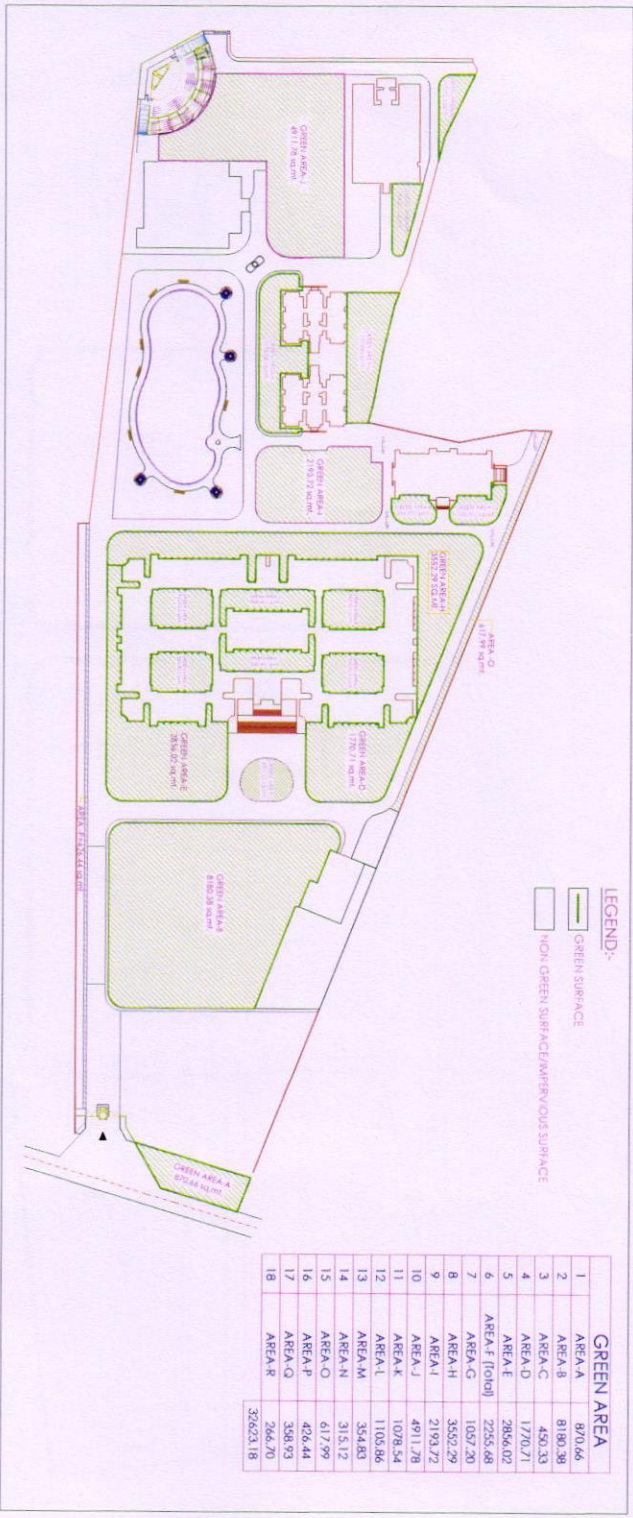 LEGEND:-
GREEN SURFACE
NON GREEN SURFACE/IMPERVIOUS SURFACE
GREEN AREA
1 AREA-A 870.66
2 AREA-B 8180.38
3 AREA-C 450.33
4 AREA-D 1770.71
5 AREA-E 2856.02
6 AREA-F (Total) 2255.68
7 AREA-G 1057.20
8 AREA-H 3552.29
9 AREA-I 2193.72
10 AREA-J 4911.78
11 AREA-K 1078.54
12 AREA-L 1105.86
13 AREA-M 354.83
14 AREA-N 315.12
15 AREA-O 617.99
16 AREA-P 426.44
17 AREA-Q 358.93
18 AREA-R 266.70
32623.18
GREEN AREA-J
4911.78 sq.mt.
GREEN AREA-I
2193.72 sq.mt.
GREEN AREA-H
3552.29 SQ.Mt
AREA-O
617.99 sq.mt.
GREEN AREA-D
1770.71 sq.mt.
GREEN AREA-E
2856.02 sq.mt.
AREA -P=426.44 sq.mt.
GREEN AREA-B
8180.38 sq.mt.
GREEN AREA-A
870.66 sq.mt.